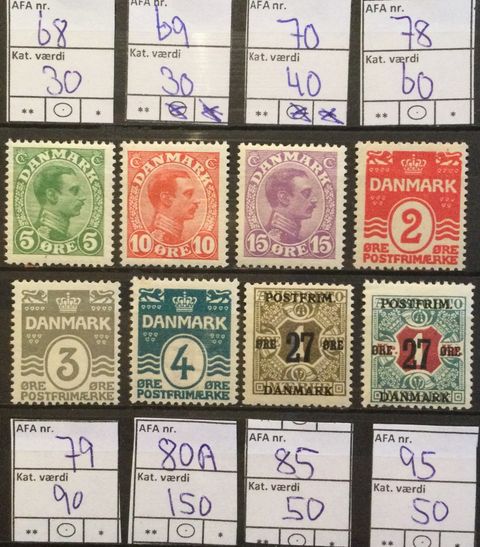 AFA nr. AFA nr. AFA nr. AFA nr.
68 69 70 78
Kat. værdi Kat. værdi Kat. værdi Kat. værdi
30 30 40 60
** * ** * ** * ** *
DANMARK DANMARK DANMARK DANMARK
2
5 ØRE 5 10 ØRE 10 15 ØRE 15 ØRE ØRE
POSTFRIMÆRKE
DANMARK DANMARK POSTFRIM. POSTFRIM.
3 4 27 ØRE 27 ØRE
ØRE ØRE ØRE ØRE DANMARK DANMARK
POSTFRIMÆRKE POSTFRIMÆRKE
AFA nr. AFA nr. AFA nr. AFA nr.
79 80A 85 95
Kat. værdi Kat. værdi Kat. værdi Kat. værdi
90 150 50 50
** * ** * ** * ** *